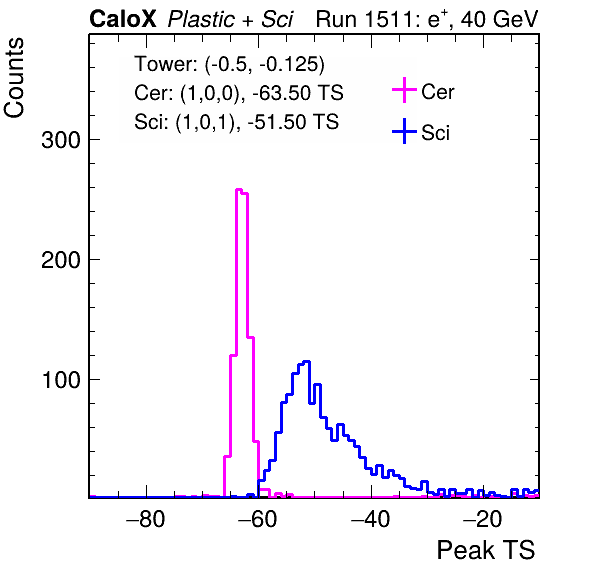 CaloX Plastic + Sci Run 1511: e⁺, 40 GeV
Counts
Tower: (-0.5, -0.125)
Cer: (1,0,0), -63.50 TS
Sci: (1,0,1), -51.50 TS
Cer
Sci
300
200
100
−80 −60 −40 −20
Peak TS